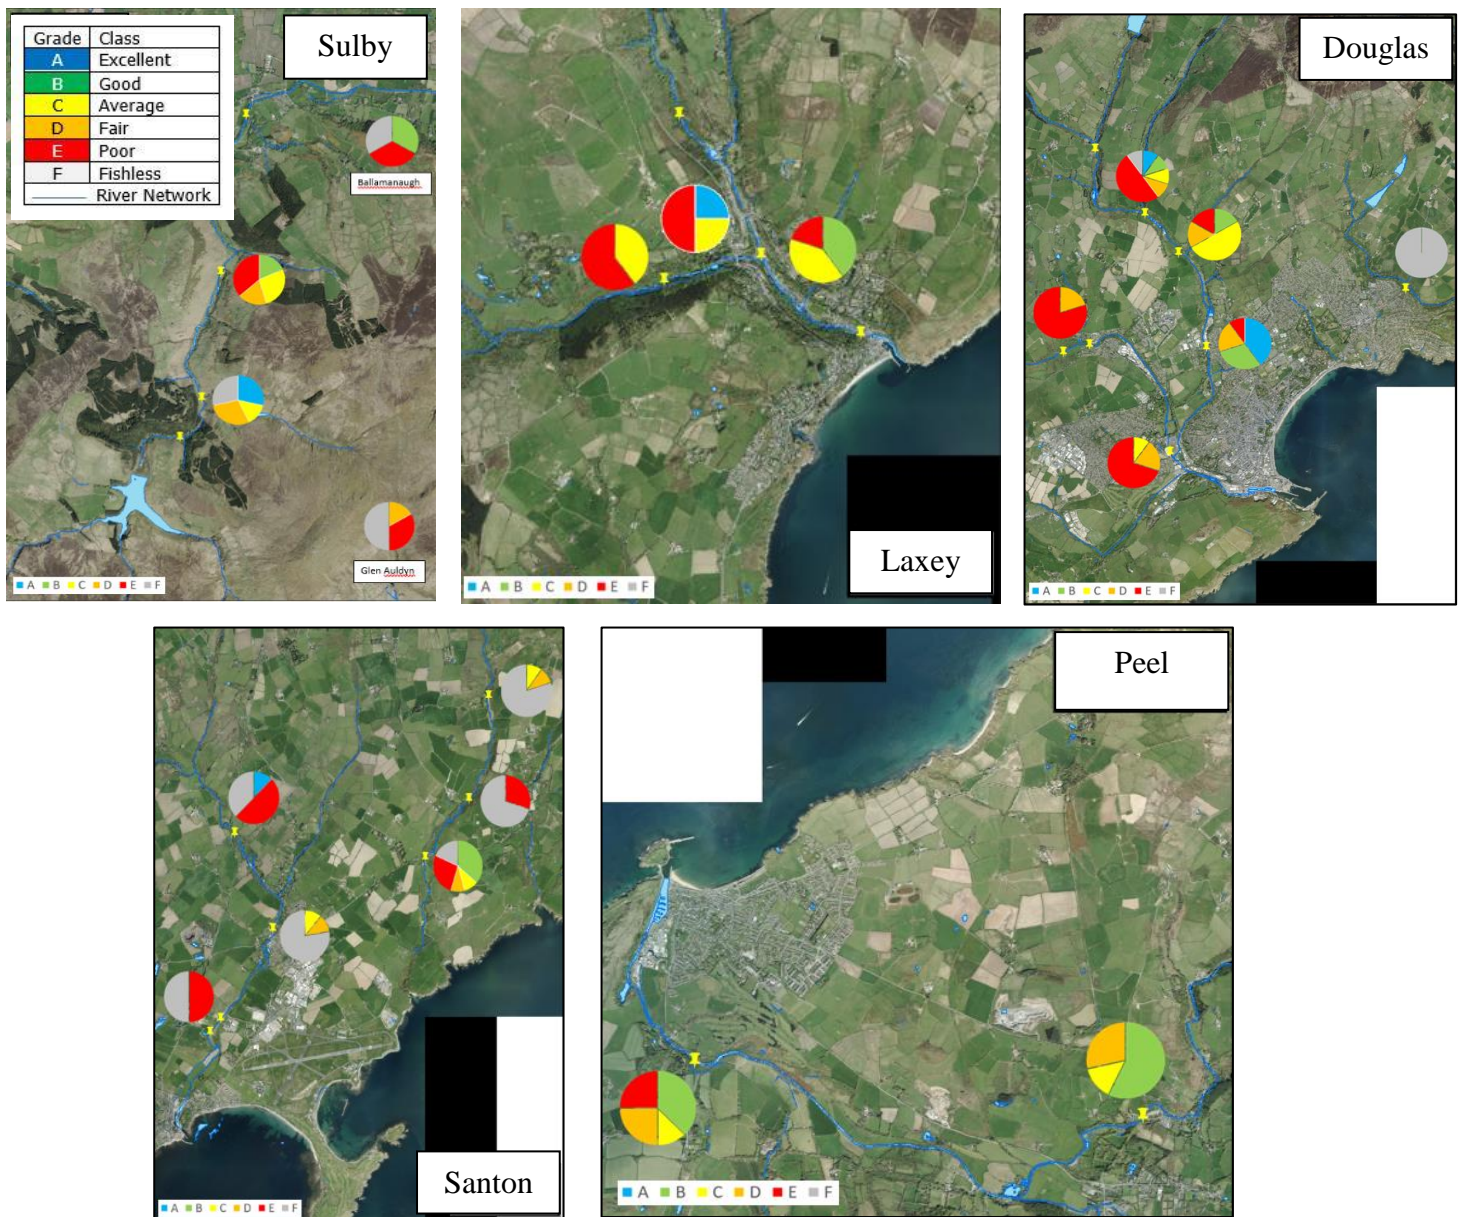 Grade Class
A Excellent
B Good
C Average
D Fair
E Poor
F Fishless
River Network
Sulby
Ballamanaugh
Glen Auldyn
A B C D E F
Laxey
A B C D E F
Douglas
A B C D E F
Santon
A B C D E F
Peel
A B C D E F